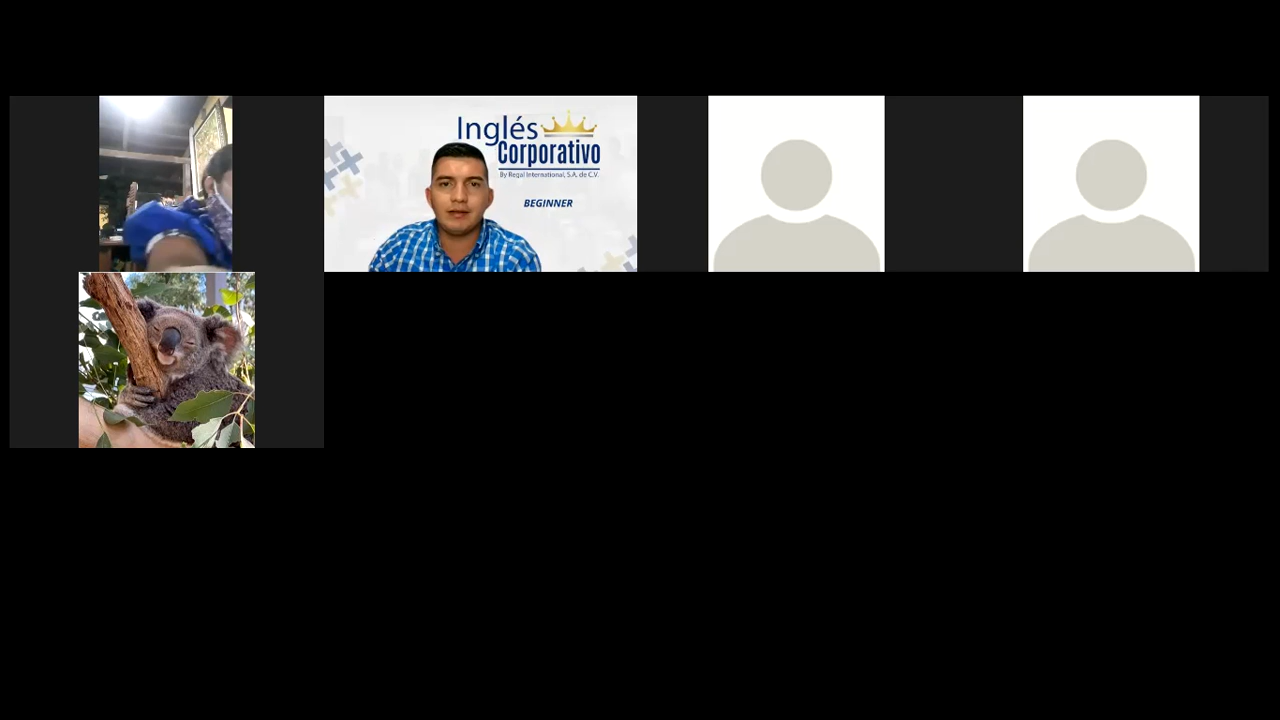 Inglés
Corporativo
By Regal International, S.A. de C.V.
BEGINNER